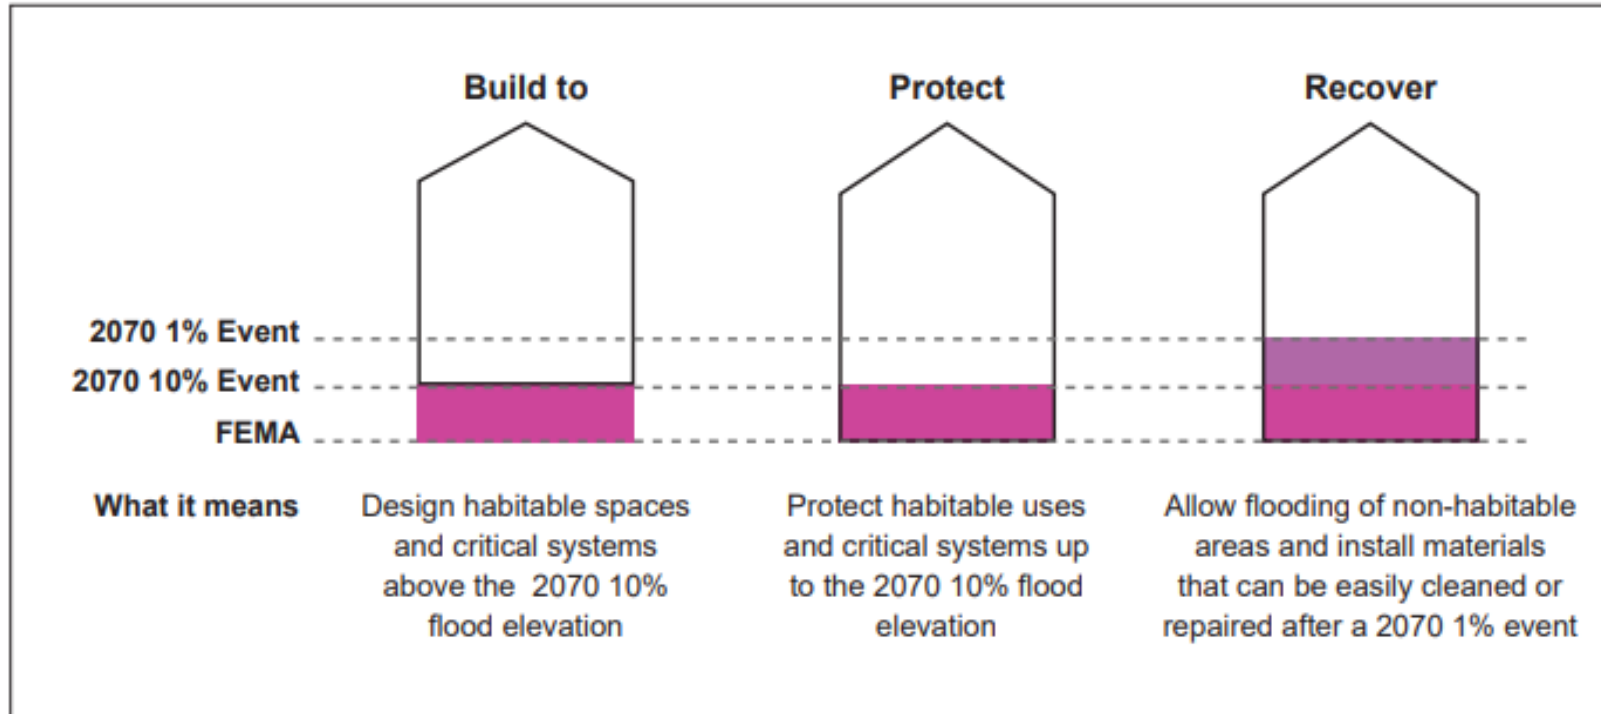 Build to
Protect
Recover
2070 1% Event
2070 10% Event
FEMA
What it means
Design habitable spaces
and critical systems
above the 2070 10%
flood elevation
Protect habitable uses
and critical systems up
to the 2070 10% flood
elevation
Allow flooding of non-habitable
areas and install materials
that can be easily cleaned or
repaired after a 2070 1% event